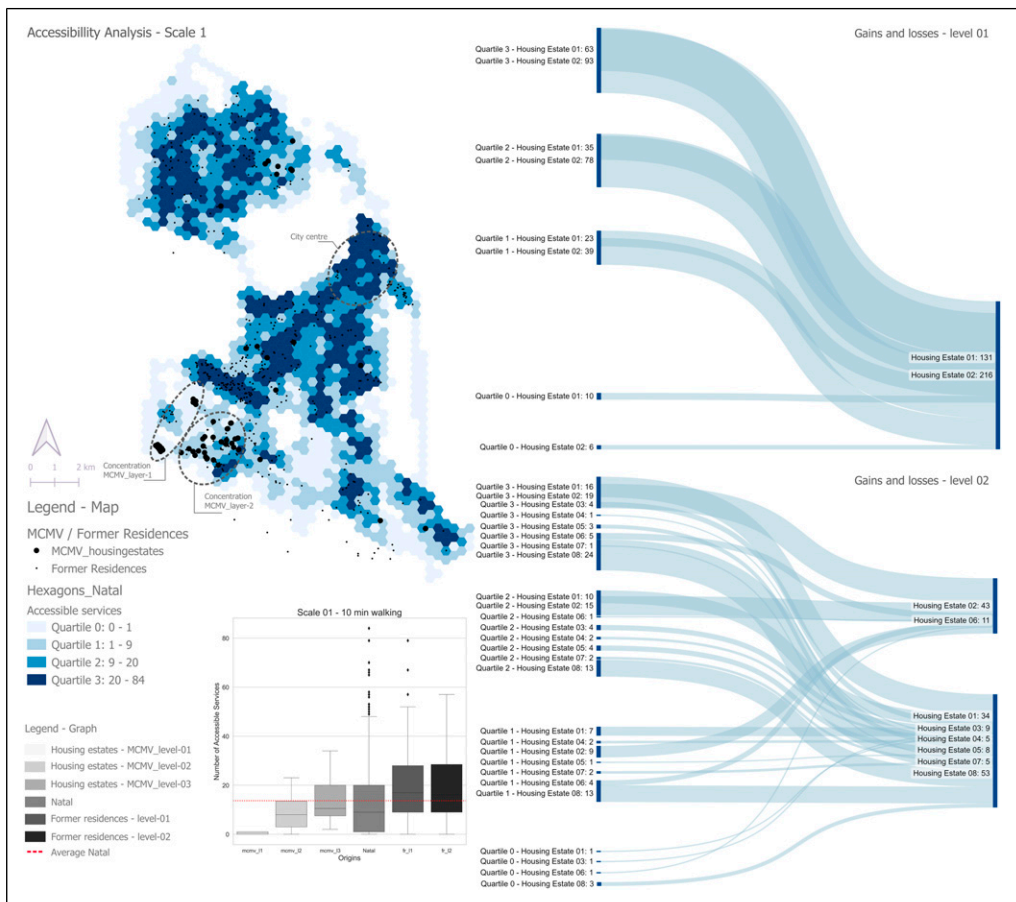 Accessibillity Analysis - Scale 1
City centre
0 1 2 km
Concentration
MCMV_layer-1
Concentration
MCMV_layer-2
Legend - Map
MCMV / Former Residences
MCMV_housingestates
Former Residences
Hexagons_Natal
Accessible services
Quartile 0: 0 - 1
Quartile 1: 1 - 9
Quartile 2: 9 - 20
Quartile 3: 20 - 84
Legend - Graph
Housing estates - MCMV_level-01
Housing estates - MCMV_level-02
Housing estates - MCMV_level-03
Natal
Former residences - level-01
Former residences - level-02
Average Natal
Scale 01 - 10 min walking
Number of Accessible Services
80
60
40
20
0
mcmv_l1 mcmv_l2 mcmv_l3 Natal fr_l1 fr_l2
Origins
Gains and losses - level 01
Quartile 3 - Housing Estate 01: 63
Quartile 3 - Housing Estate 02: 93
Quartile 2 - Housing Estate 01: 35
Quartile 2 - Housing Estate 02: 78
Quartile 1 - Housing Estate 01: 23
Quartile 1 - Housing Estate 02: 39
Quartile 0 - Housing Estate 01: 10
Quartile 0 - Housing Estate 02: 6
Housing Estate 01: 131
Housing Estate 02: 216
Gains and losses - level 02
Quartile 3 - Housing Estate 01: 16
Quartile 3 - Housing Estate 02: 19
Quartile 3 - Housing Estate 03: 4
Quartile 3 - Housing Estate 04: 1
Quartile 3 - Housing Estate 05: 3
Quartile 3 - Housing Estate 06: 5
Quartile 3 - Housing Estate 07: 1
Quartile 3 - Housing Estate 08: 24
Quartile 2 - Housing Estate 01: 10
Quartile 2 - Housing Estate 02: 15
Quartile 2 - Housing Estate 06: 1
Quartile 2 - Housing Estate 03: 4
Quartile 2 - Housing Estate 04: 2
Quartile 2 - Housing Estate 05: 4
Quartile 2 - Housing Estate 07: 2
Quartile 2 - Housing Estate 08: 13
Quartile 1 - Housing Estate 01: 7
Quartile 1 - Housing Estate 04: 2
Quartile 1 - Housing Estate 02: 9
Quartile 1 - Housing Estate 05: 1
Quartile 1 - Housing Estate 07: 2
Quartile 1 - Housing Estate 06: 4
Quartile 1 - Housing Estate 08: 13
Quartile 0 - Housing Estate 01: 1
Quartile 0 - Housing Estate 03: 1
Quartile 0 - Housing Estate 06: 1
Quartile 0 - Housing Estate 08: 3
Housing Estate 02: 43
Housing Estate 06: 11
Housing Estate 01: 34
Housing Estate 03: 9
Housing Estate 04: 5
Housing Estate 05: 8
Housing Estate 07: 5
Housing Estate 08: 53